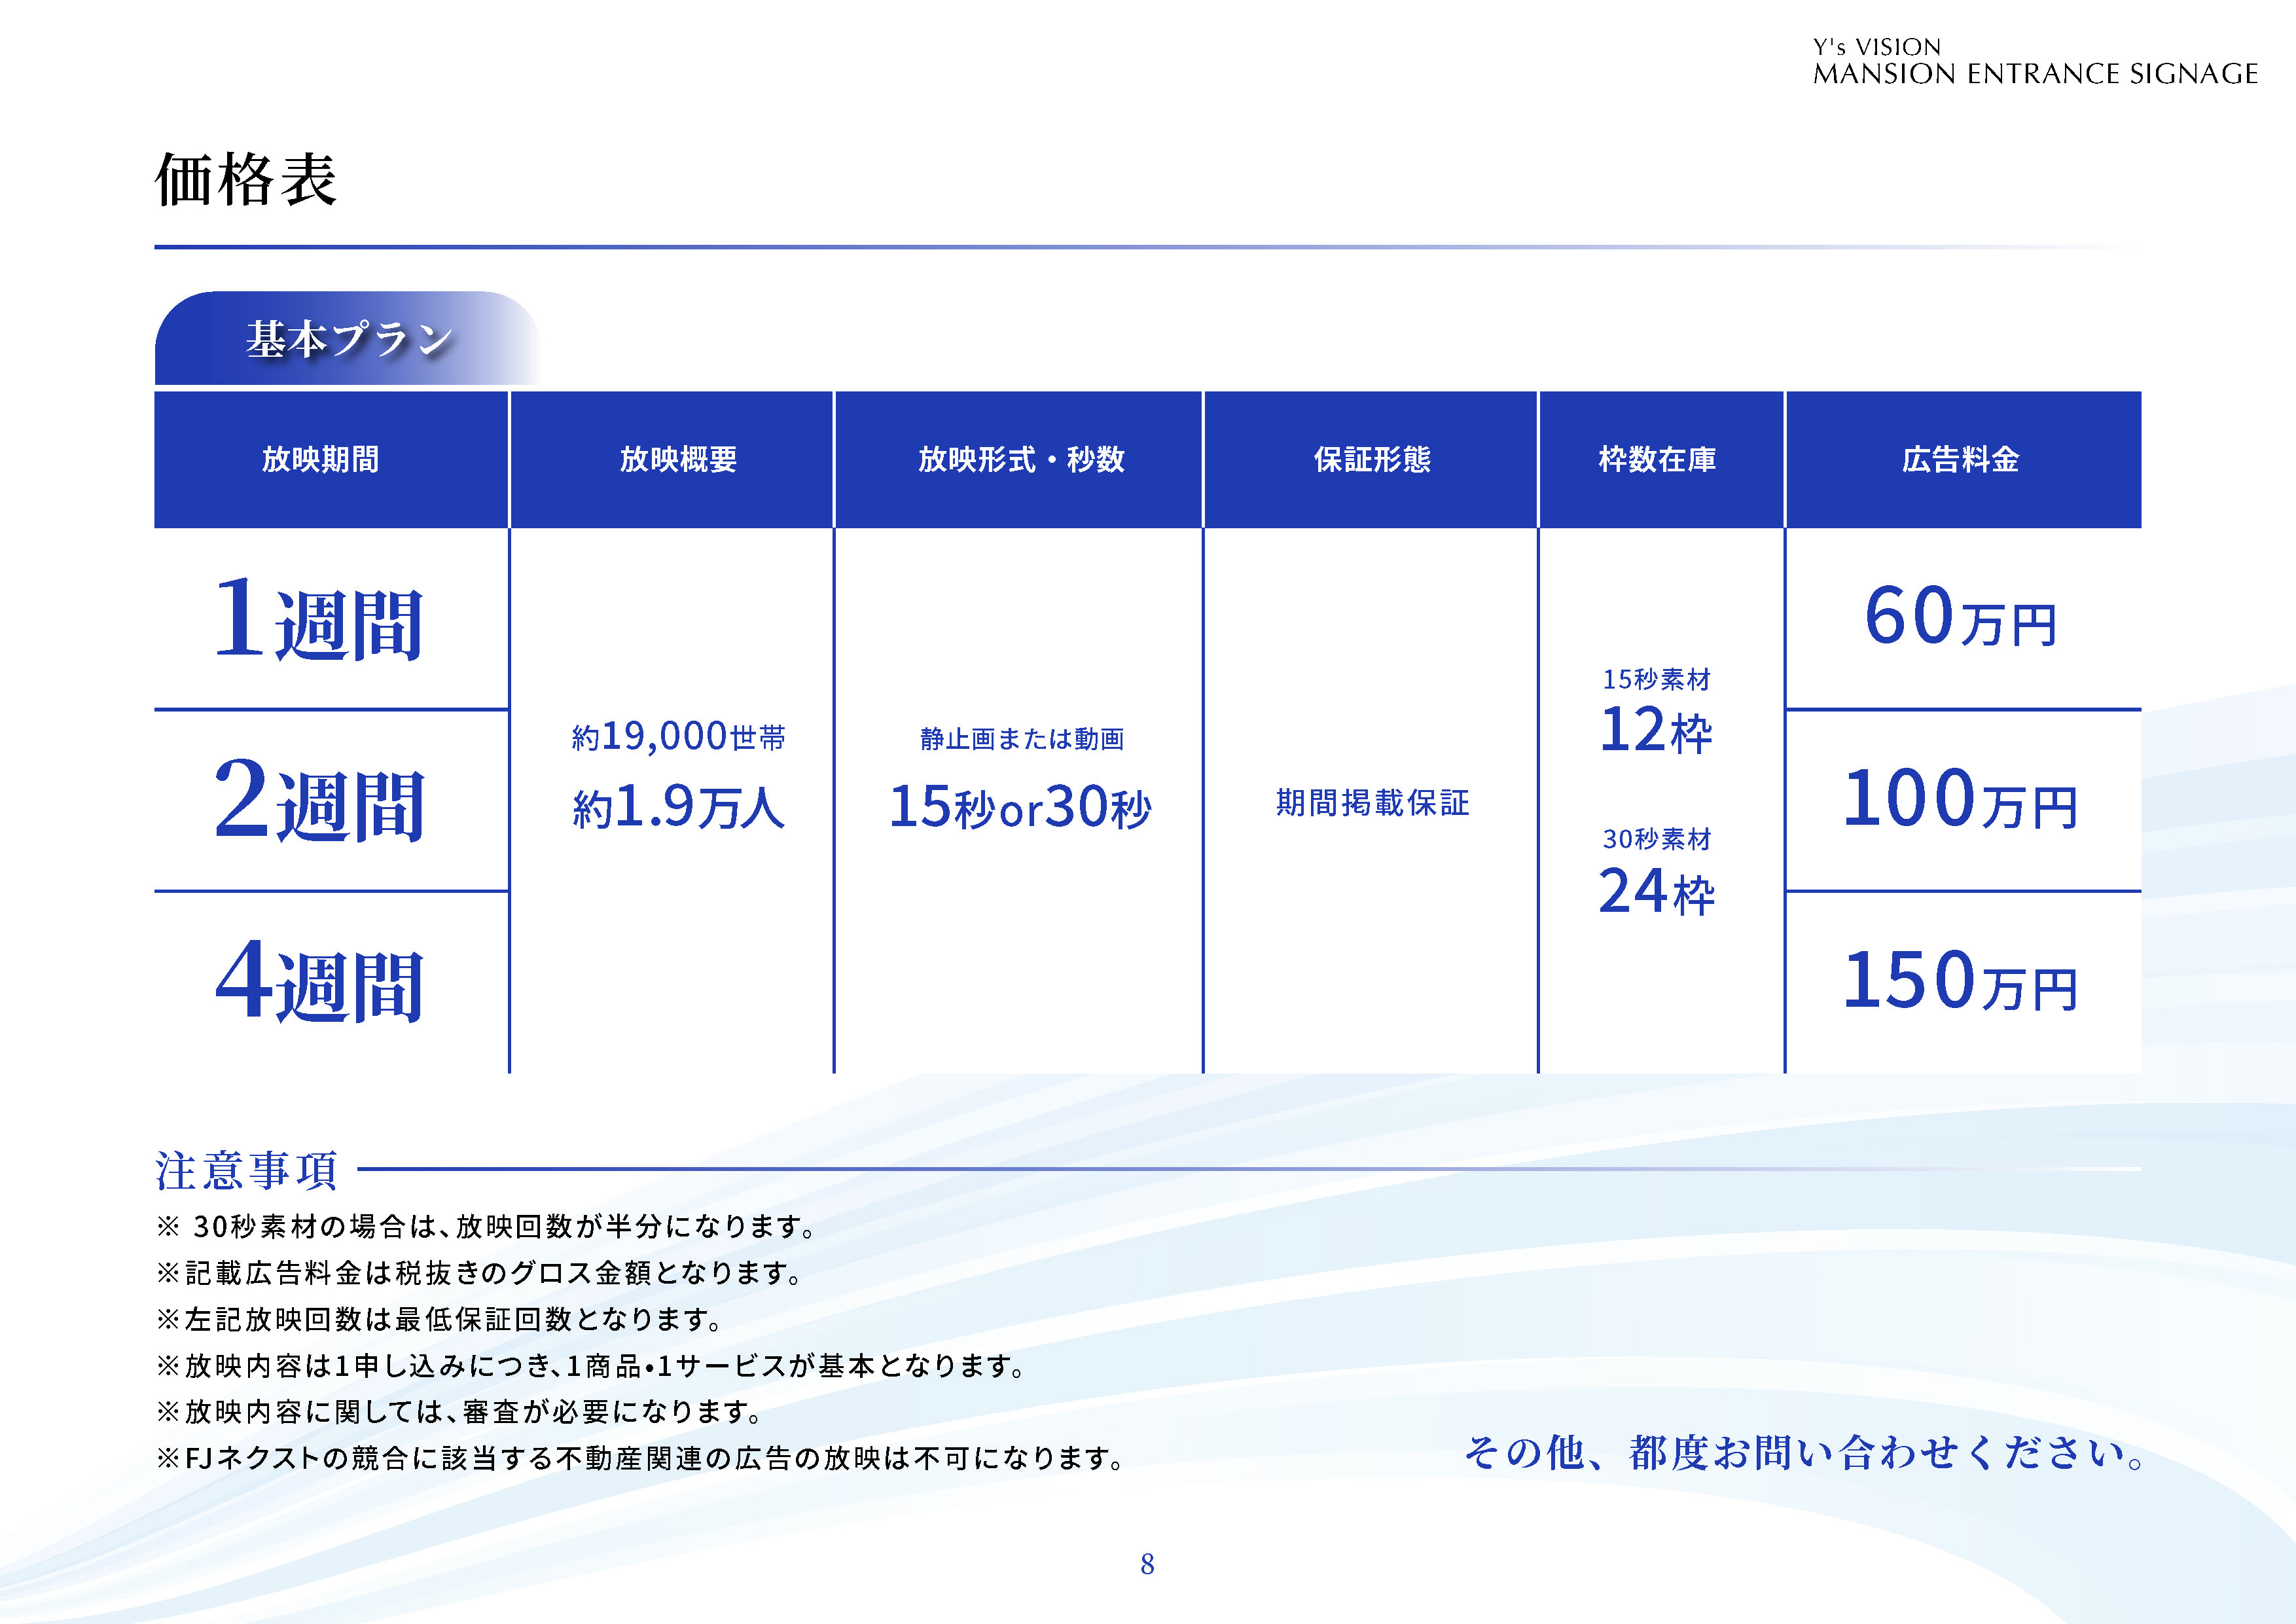 Y's VISION
MANSION ENTRANCE SIGNAGE
価格表
基本プラン
放映期間
放映概要
放映形式・秒数
保証形態
枠数在庫
広告料金
1週間
2週間
4週間
約19,000世帯
約1.9万人
静止画または動画
15秒or30秒
期間掲載保証
15秒素材
12枠
30秒素材
24枠
60万円
100万円
150万円
注意事項
※ 30秒素材の場合は、放映回数が半分になります。
※記載広告料金は税抜きのグロス金額となります。
※左記放映回数は最低保証回数となります。
※放映内容は1申し込みにつき、1商品・1サービスが基本となります。
※放映内容に関しては、審査が必要になります。
※FJネクストの競合に該当する不動産関連の広告の放映は不可になります。
その他、都度お問い合わせください。
8